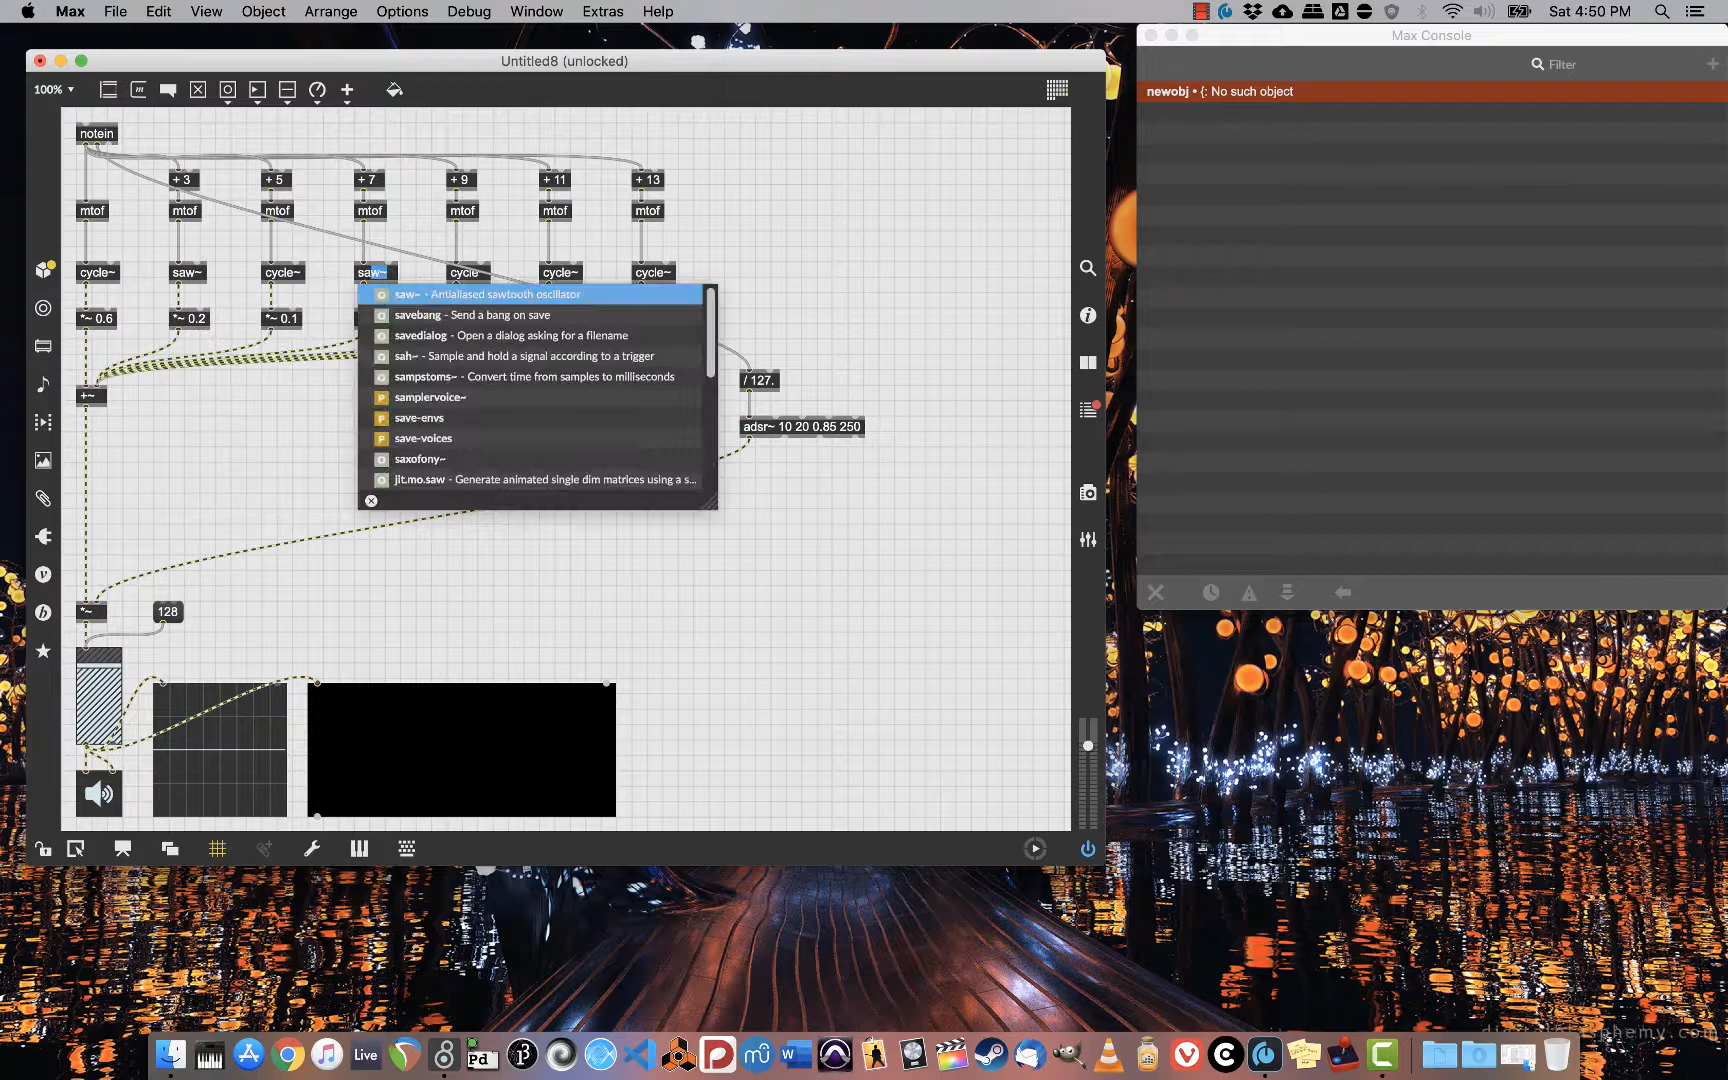 Max File Edit View Object Arrange Options Debug Window Extras Help
Sat 4:50 PM
Untitled8 (unlocked)
Max Console
100%
Filter
newobj • {: No such object
notein
+ 3
+ 5
+ 7
+ 9
+ 11
+ 13
mtof
mtof
mtof
mtof
mtof
mtof
mtof
cycle~
saw~
cycle~
saw~
cycle
cycle~
cycle~
*~ 0.6
*~ 0.2
*~ 0.1
saw~ - Antialiased sawtooth oscillator
savebang - Send a bang on save
savedialog - Open a dialog asking for a filename
sah~ - Sample and hold a signal according to a trigger
sampstoms~ - Convert time from samples to milliseconds
samplervoice~
save-envs
save-voices
saxofony~
jit.mo.saw - Generate animated single dim matrices using a s...
+~
/ 127.
adsr~ 10 20 0.85 250
*~
128
Live
Pd